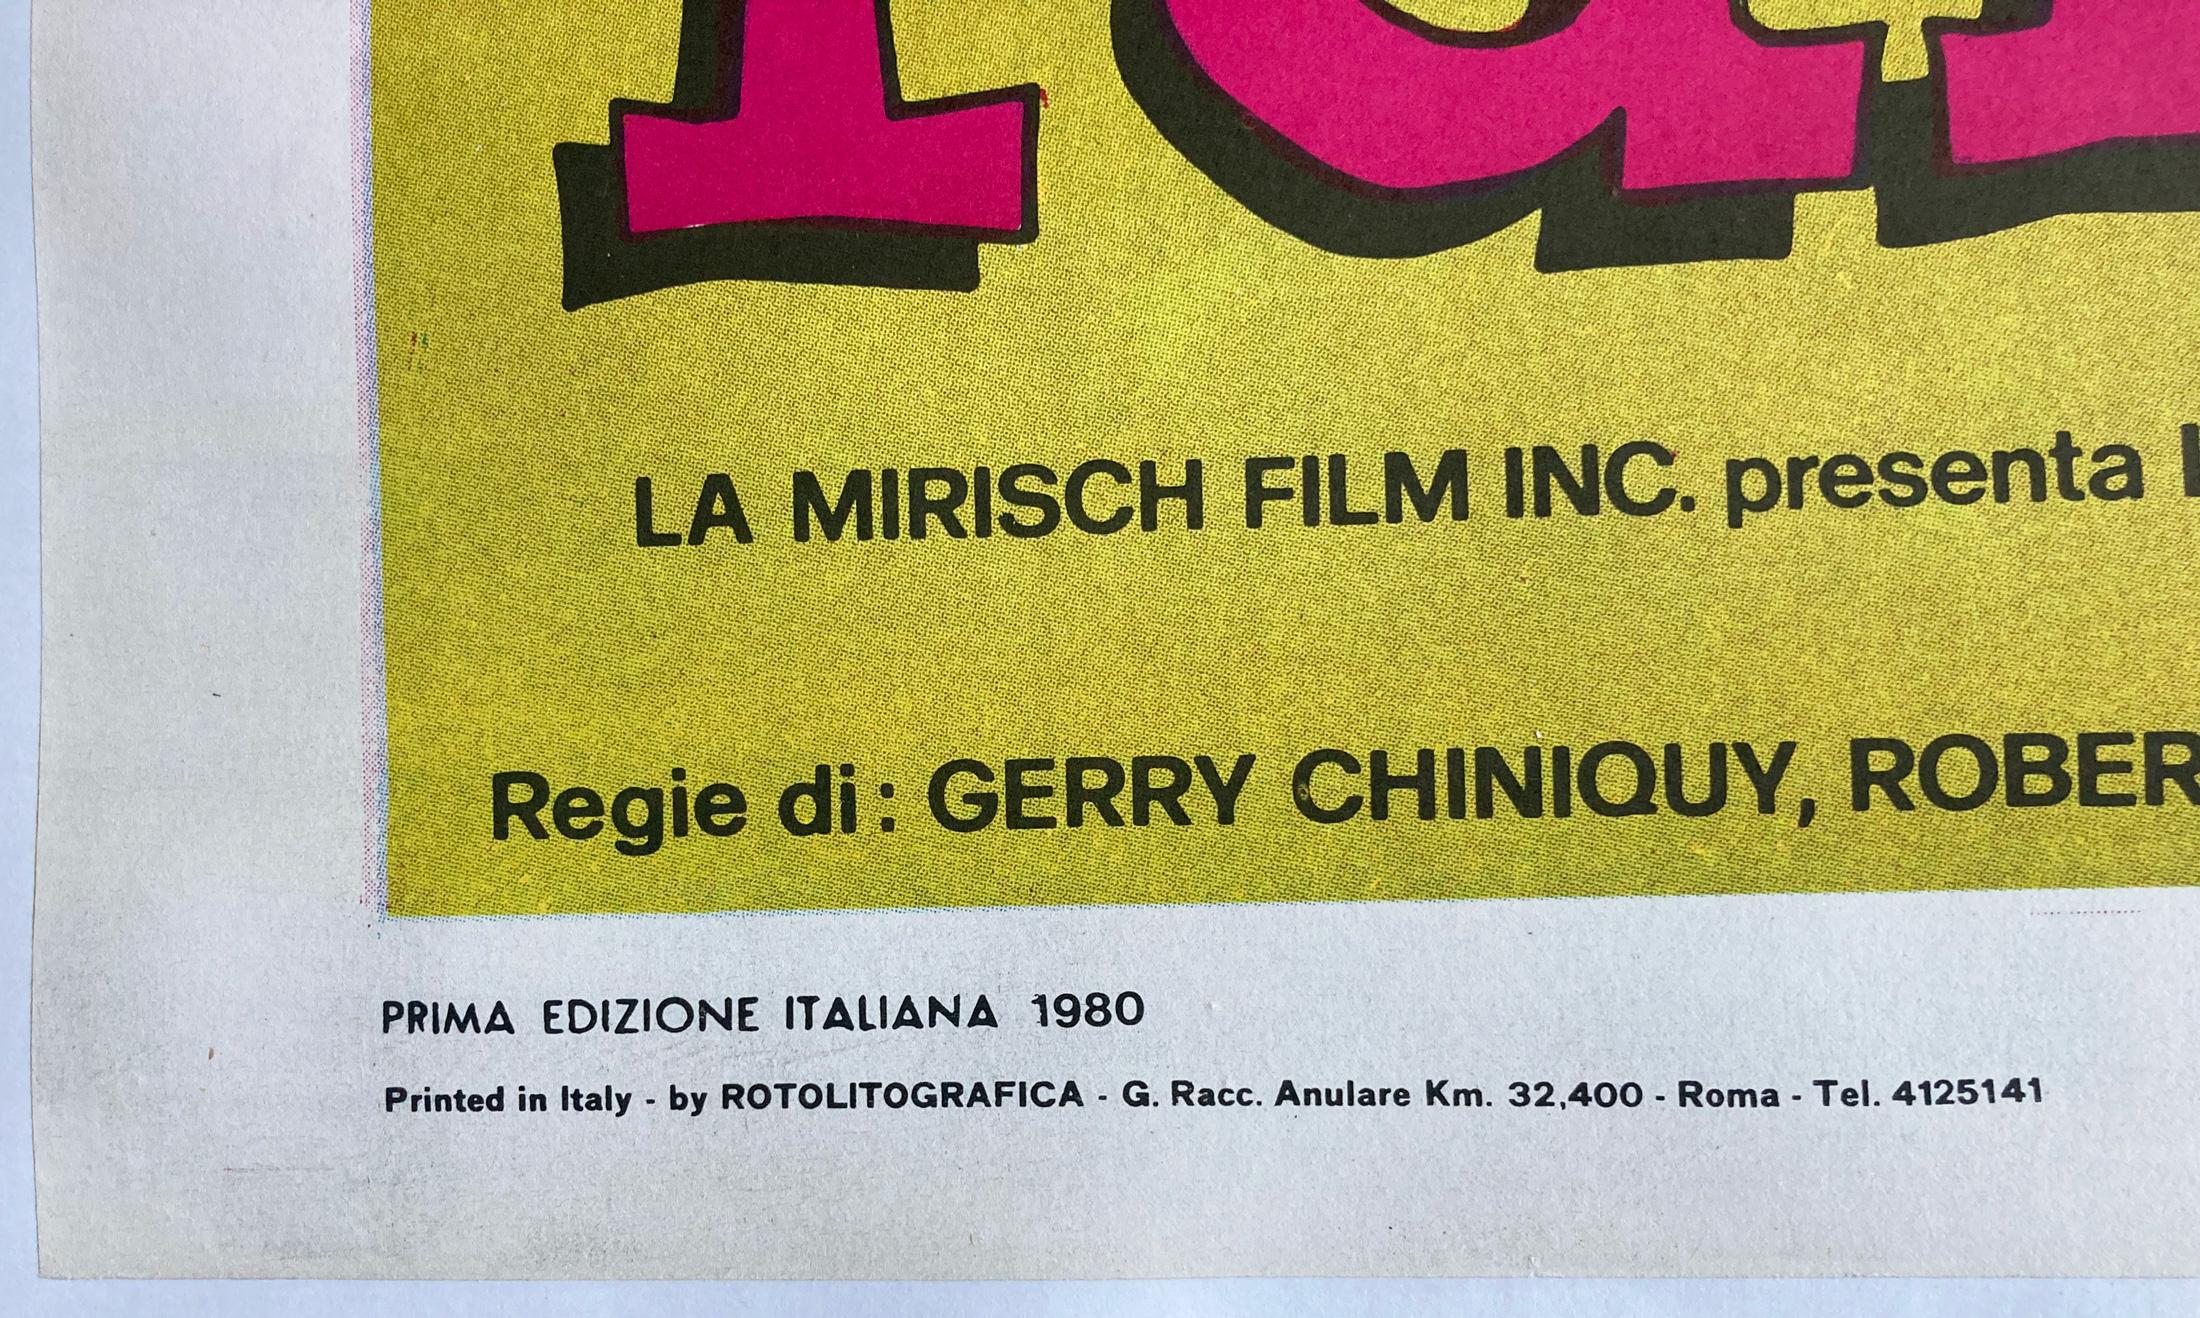 LA MIRISCH FILM INC. presenta
Regie di: GERRY CHINIQUY, ROBER
PRIMA EDIZIONE ITALIANA 1980
Printed in Italy - by ROTOLITOGRAFICA - G. Racc. Anulare Km. 32,400 - Roma - Tel. 4125141